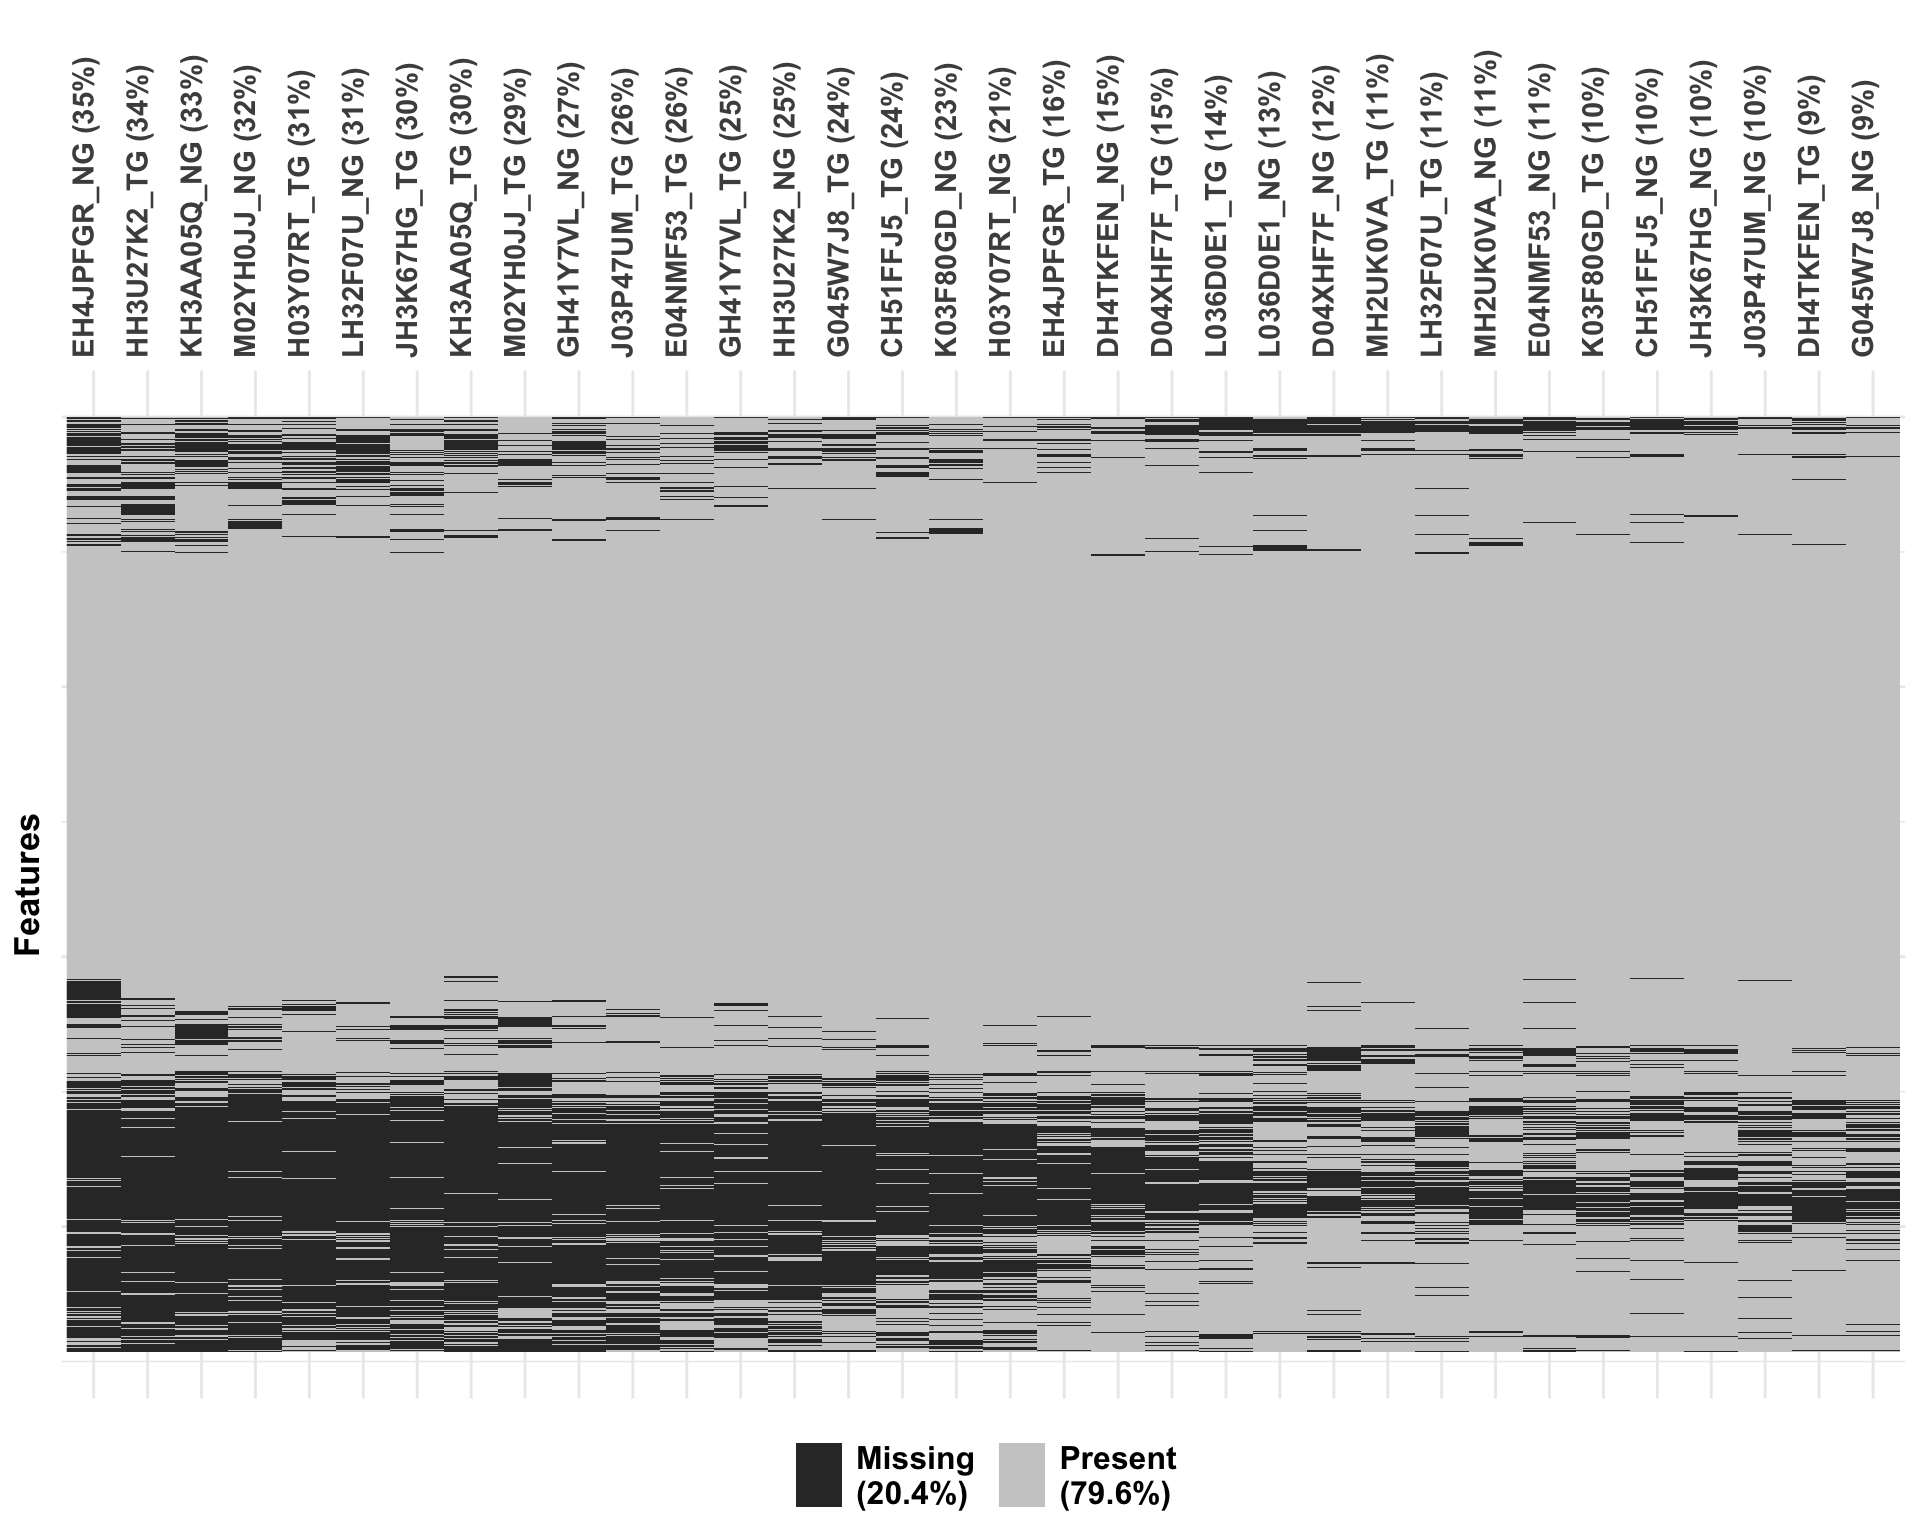 EH4JPFGR_NG (35%)
HH3U27K2_TG (34%)
KH3AA05Q_NG (33%)
M02YH0JJ_NG (32%)
H03Y07RT_TG (31%)
LH32F07U_NG (31%)
JH3K67HG_TG (30%)
KH3AA05Q_TG (30%)
M02YH0JJ_TG (29%)
GH41Y7VL_NG (27%)
J03P47UM_TG (26%)
E04NMF53_TG (26%)
GH41Y7VL_TG (25%)
HH3U27K2_NG (25%)
G045W7J8_TG (24%)
CH51FFJ5_TG (24%)
K03F80GD_NG (23%)
H03Y07RT_NG (21%)
EH4JPFGR_TG (16%)
DH4TKFEN_NG (15%)
D04XHF7F_TG (15%)
L036D0E1_TG (14%)
L036D0E1_NG (13%)
D04XHF7F_NG (12%)
MH2UK0VA_TG (11%)
LH32F07U_TG (11%)
MH2UK0VA_NG (11%)
E04NMF53_NG (11%)
K03F80GD_TG (10%)
CH51FFJ5_NG (10%)
JH3K67HG_NG (10%)
J03P47UM_NG (10%)
DH4TKFEN_TG (9%)
G045W7J8_NG (9%)
Features
Missing
(20.4%)
Present
(79.6%)